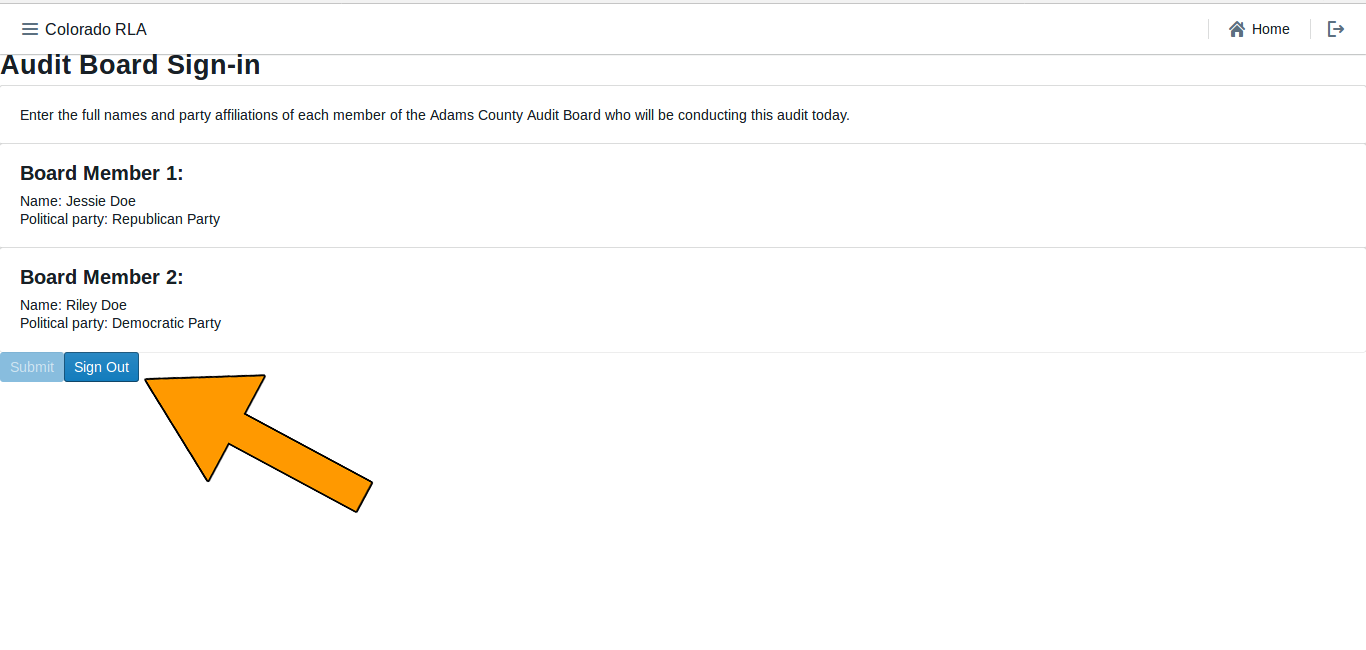 Colorado RLA
Home
Audit Board Sign-in
Enter the full names and party affiliations of each member of the Adams County Audit Board who will be conducting this audit today.
Board Member 1:
Name: Jessie Doe
Political party: Republican Party
Board Member 2:
Name: Riley Doe
Political party: Democratic Party
Submit
Sign Out